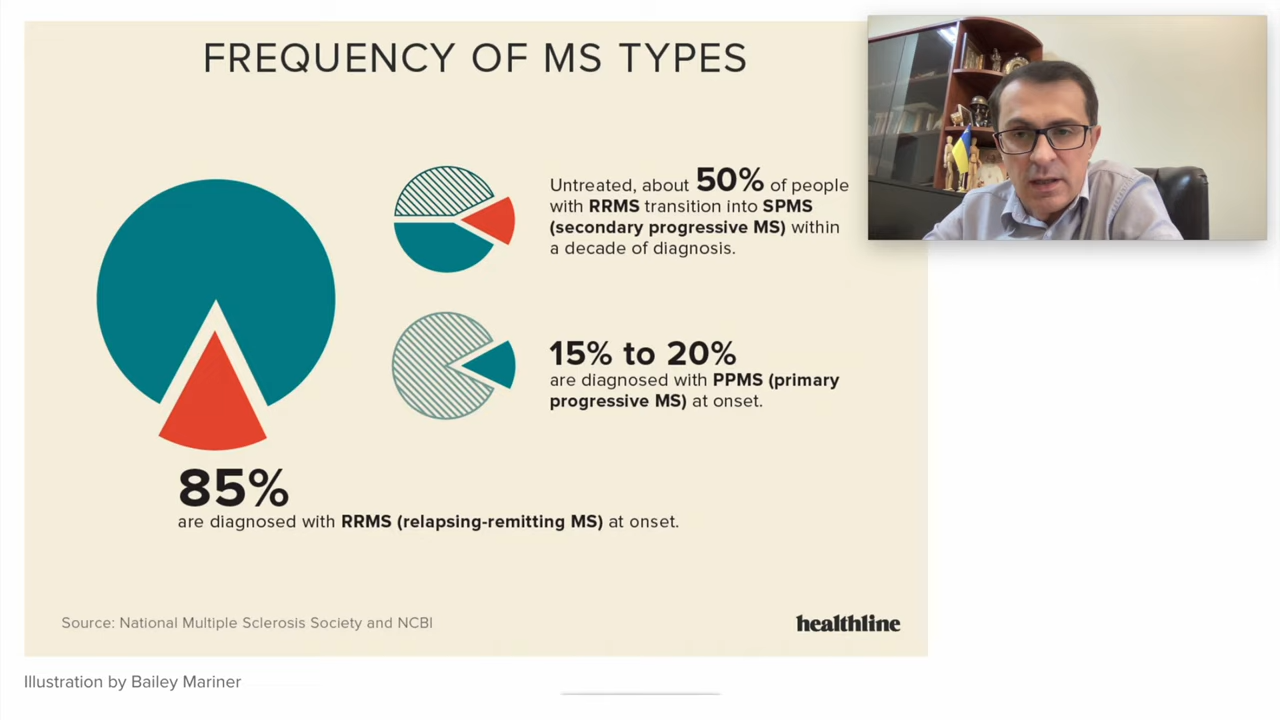 FREQUENCY OF MS TYPES
Untreated, about 50% of people
with RRMS transition into SPMS
(secondary progressive MS) within
a decade of diagnosis.
15% to 20%
are diagnosed with PPMS (primary
progressive MS) at onset.
85%
are diagnosed with RRMS (relapsing-remitting MS) at onset.
Source: National Multiple Sclerosis Society and NCBI
healthline
Illustration by Bailey Mariner